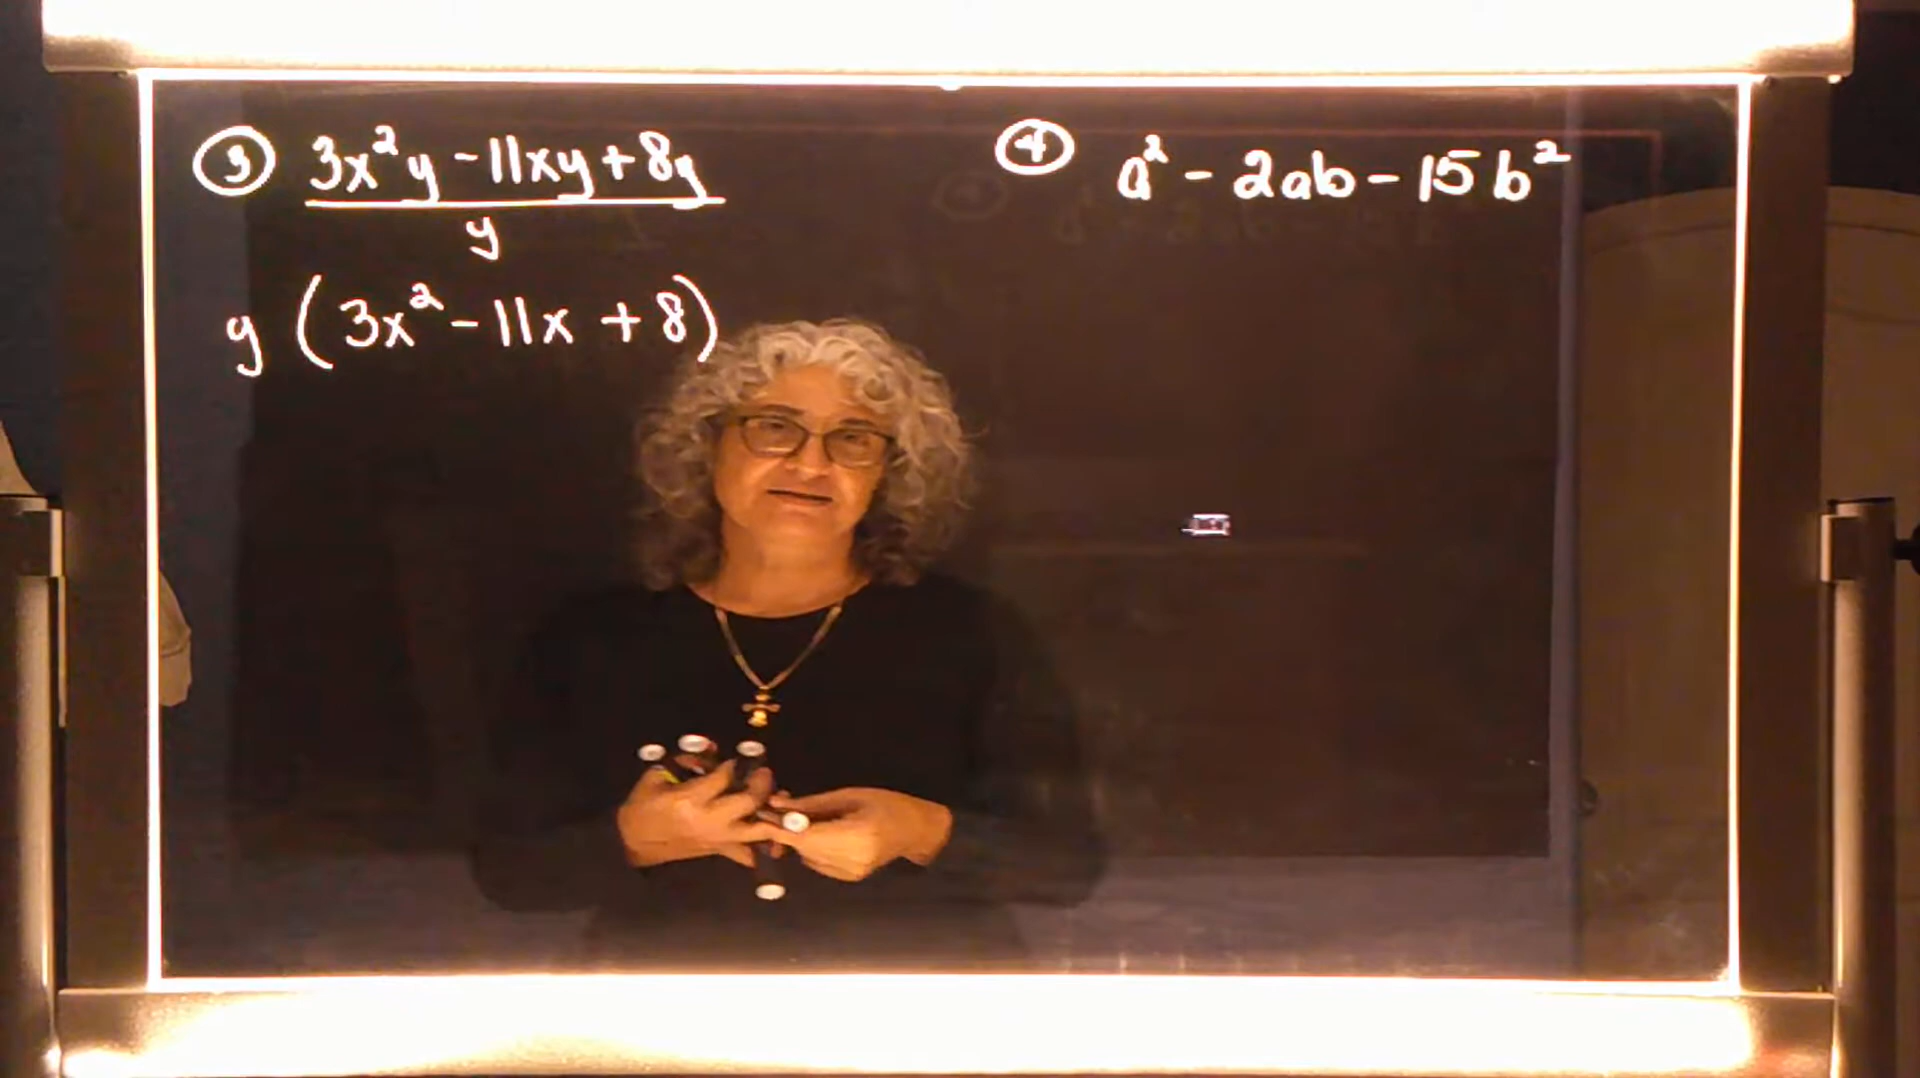 ③ 3x²y - 11xy + 8y
y
y (3x² - 11x + 8)
④ a² - 2ab - 15b²